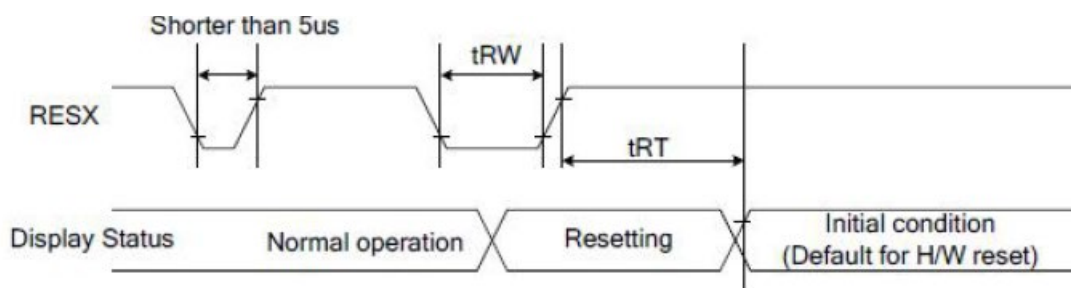 Shorter than 5us
tRW
RESX
tRT
Display Status
Normal operation
Resetting
Initial condition
(Default for H/W reset)